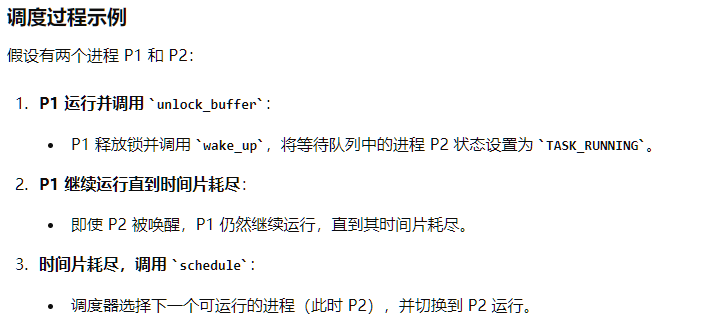 调度过程示例
假设有两个进程 P1 和 P2：
1. P1 运行并调用 `unlock_buffer`：
• P1 释放锁并调用 `wake_up`，将等待队列中的进程 P2 状态设置为 `TASK_RUNNING`。
2. P1 继续运行直到时间片耗尽：
• 即使 P2 被唤醒，P1 仍然继续运行，直到其时间片耗尽。
3. 时间片耗尽，调用 `schedule`：
• 调度器选择下一个可运行的进程（此时 P2），并切换到 P2 运行。